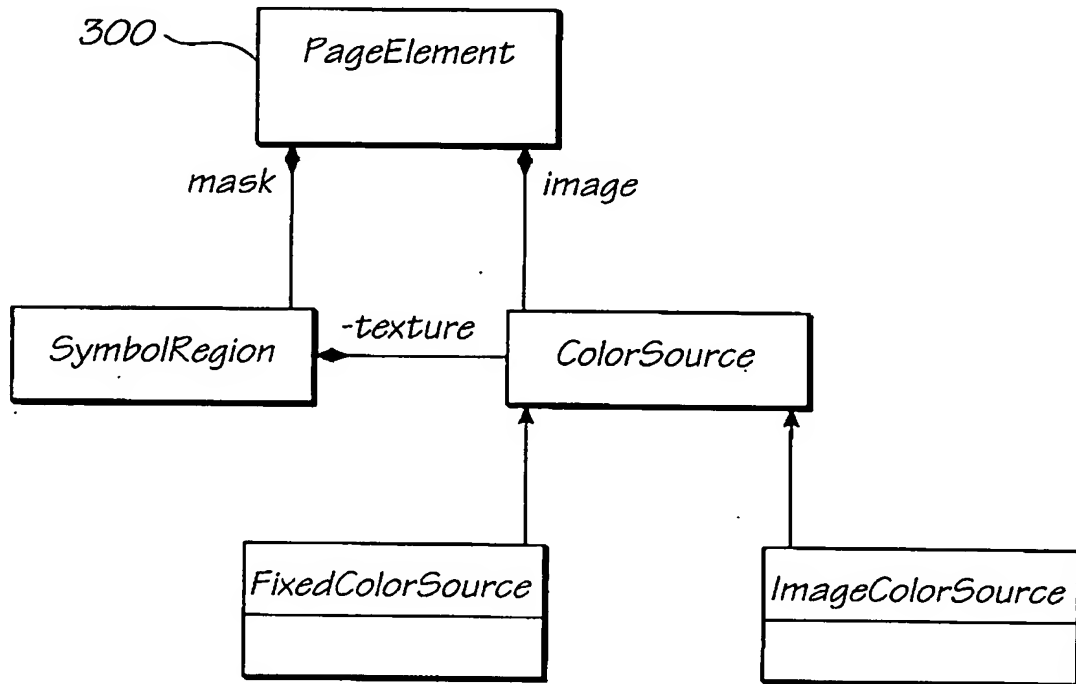 300
PageElement
mask
image
SymbolRegion
-texture
ColorSource
FixedColorSource
ImageColorSource